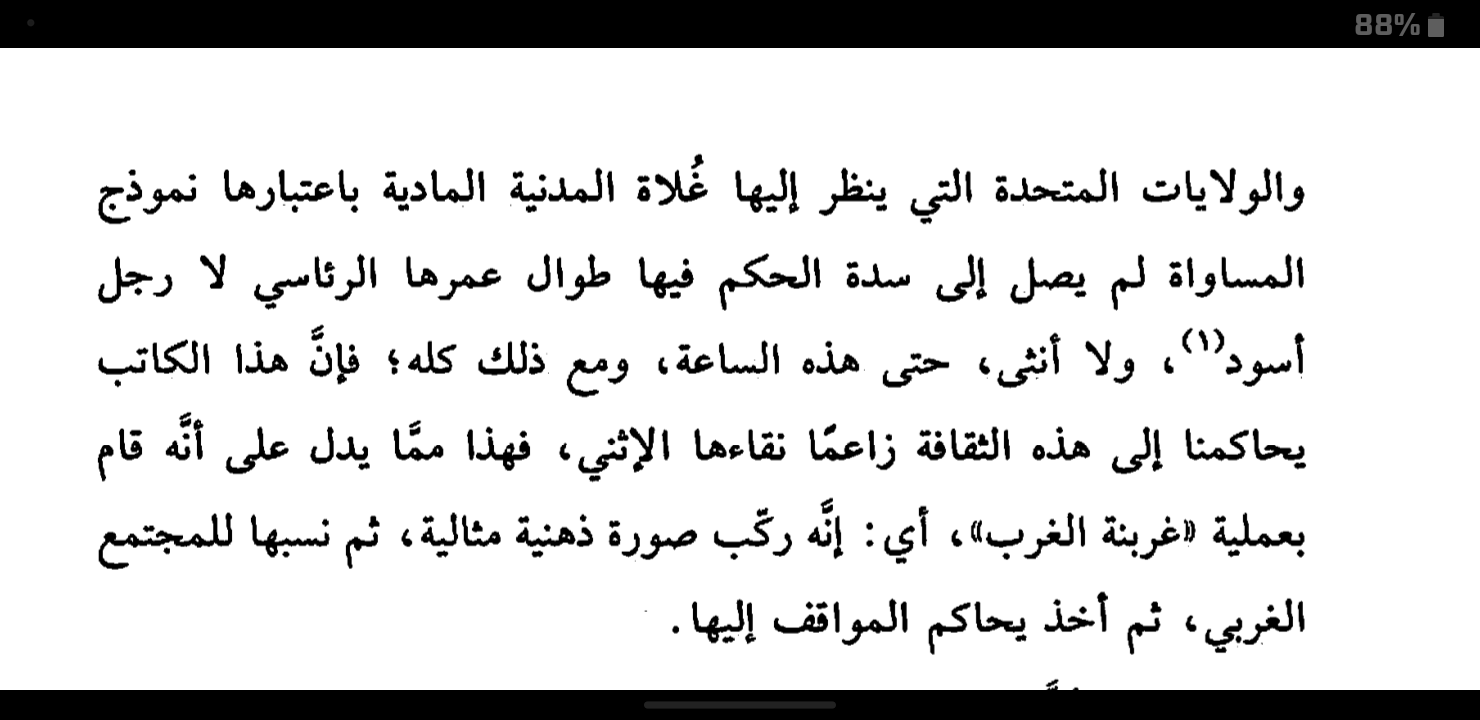 88%
والولايات المتحدة التي ينظر إليها غُلاة المدنية المادية باعتبارها نموذج
المساواة لم يصل إلى سدة الحكم فيها طوال عمرها الرئاسي لا رجل
أسود(١)، ولا أنثى، حتى هذه الساعة، ومع ذلك كله؛ فإنَّ هذا الكاتب
يحاكمنا إلى هذه الثقافة زاعمًا نقاءها الإثني، فهذا ممَّا يدل على أنَّه قام
بعملية «غربنة الغرب»، أي: إنَّه ركّب صورة ذهنية مثالية، ثم نسبها للمجتمع
الغربي، ثم أخذ يحاكم المواقف إليها.